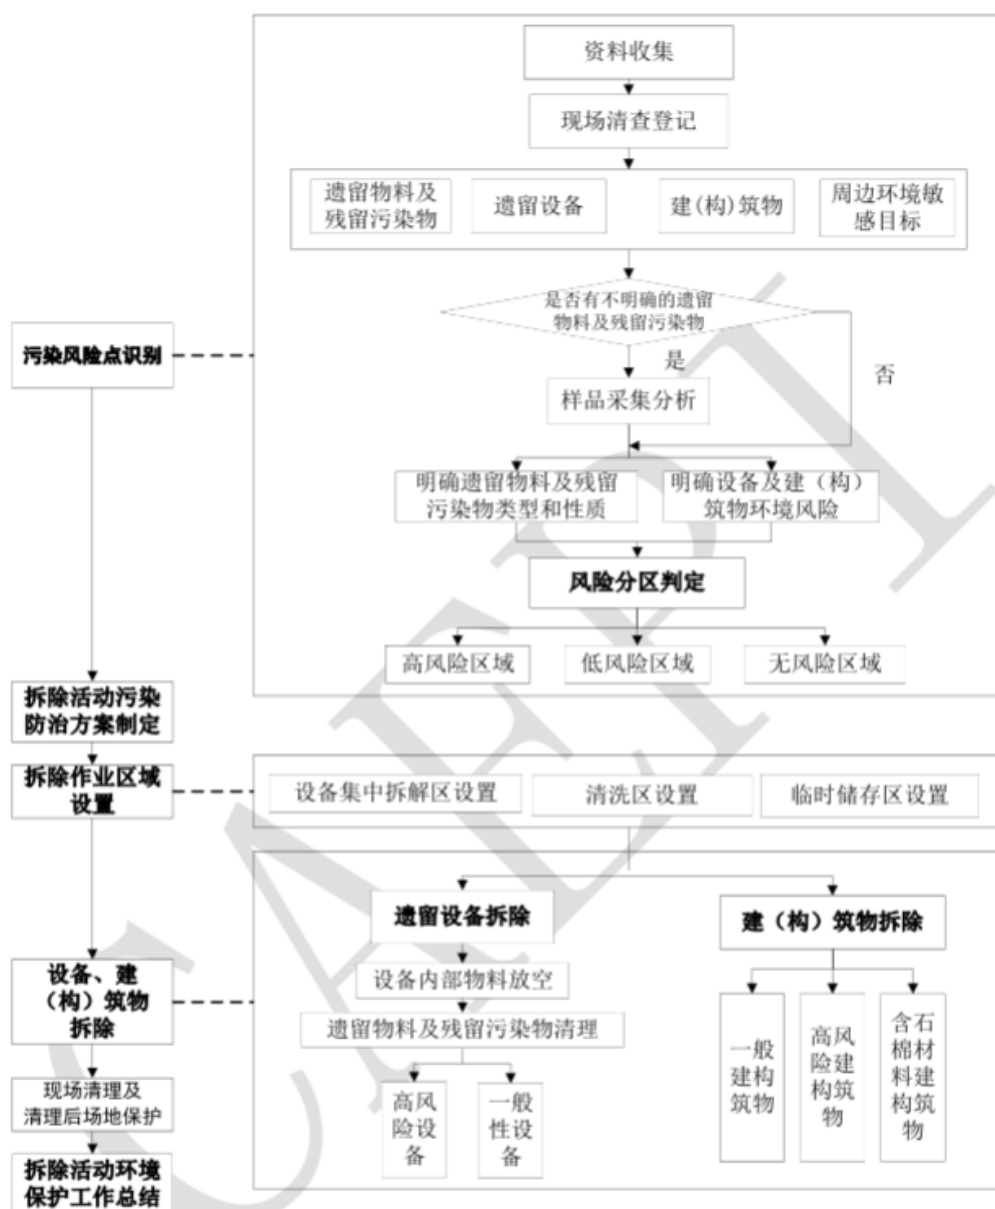 资料收集
现场清查登记
遗留物料及
残留污染物
遗留设备
建(构)筑物
周边环境敏
感目标
是否有不明确的遗留
物料及残留污染物
是
否
样品采集分析
明确遗留物料及残留
污染物类型和性质
明确设备及建（构）
筑物环境风险
风险分区判定
高风险区域
低风险区域
无风险区域
污染风险点识别
拆除活动污染
防治方案制定
拆除作业区域
设置
设备集中拆解区设置
清洗区设置
临时储存区设置
设备、建
（构）筑物
拆除
遗留设备拆除
设备内部物料放空
遗留物料及残留污染物清理
高风
险设
备
一般
性设
备
建（构）筑物拆除
一般
建构
筑物
高风
险建
构筑
物
含石
棉材
料建
构筑
物
现场清理及
清理后场地保护
拆除活动环境
保护工作总结
CAEPI